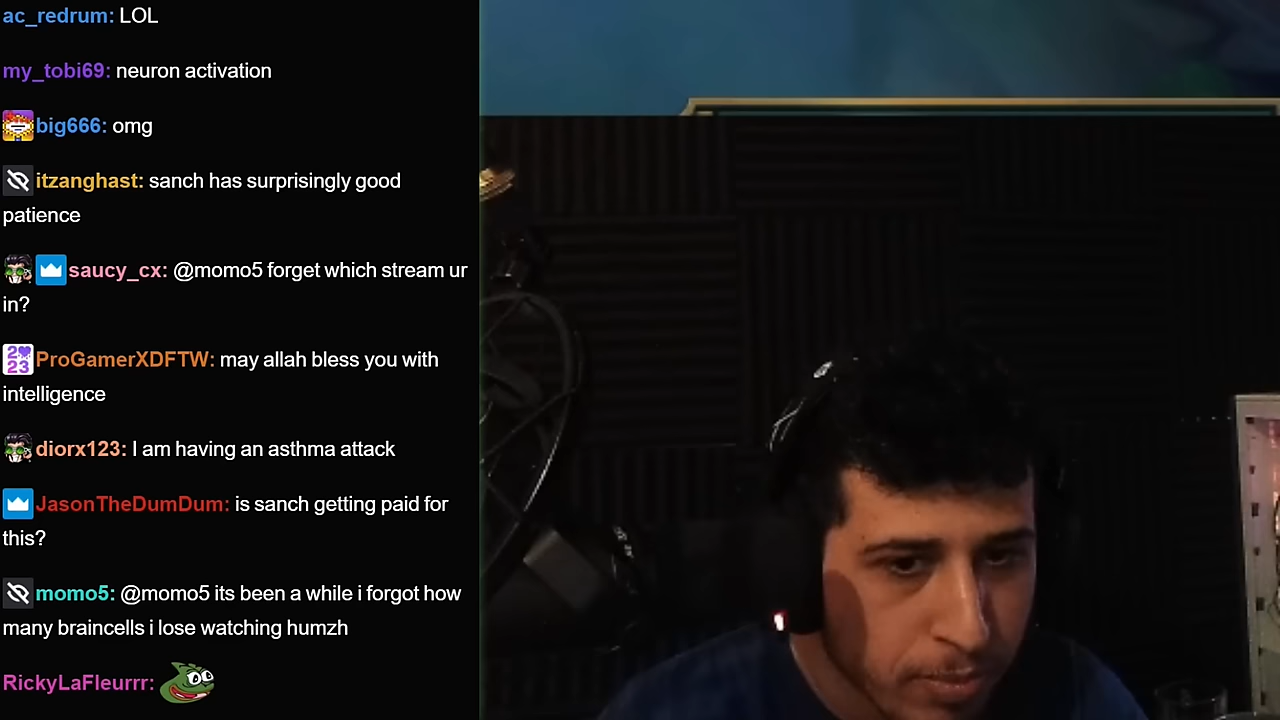 ac_redrum: LOL
my_tobi69: neuron activation
big666: omg
itzanghast: sanch has surprisingly good
patience
saucy_cx: @momo5 forget which stream ur
in?
2 23 ProGamerXDFTW: may allah bless you with
intelligence
diorx123: I am having an asthma attack
JasonTheDumDum: is sanch getting paid for
this?
momo5: @momo5 its been a while i forgot how
many braincells i lose watching humzh
RickyLaFleurrr: